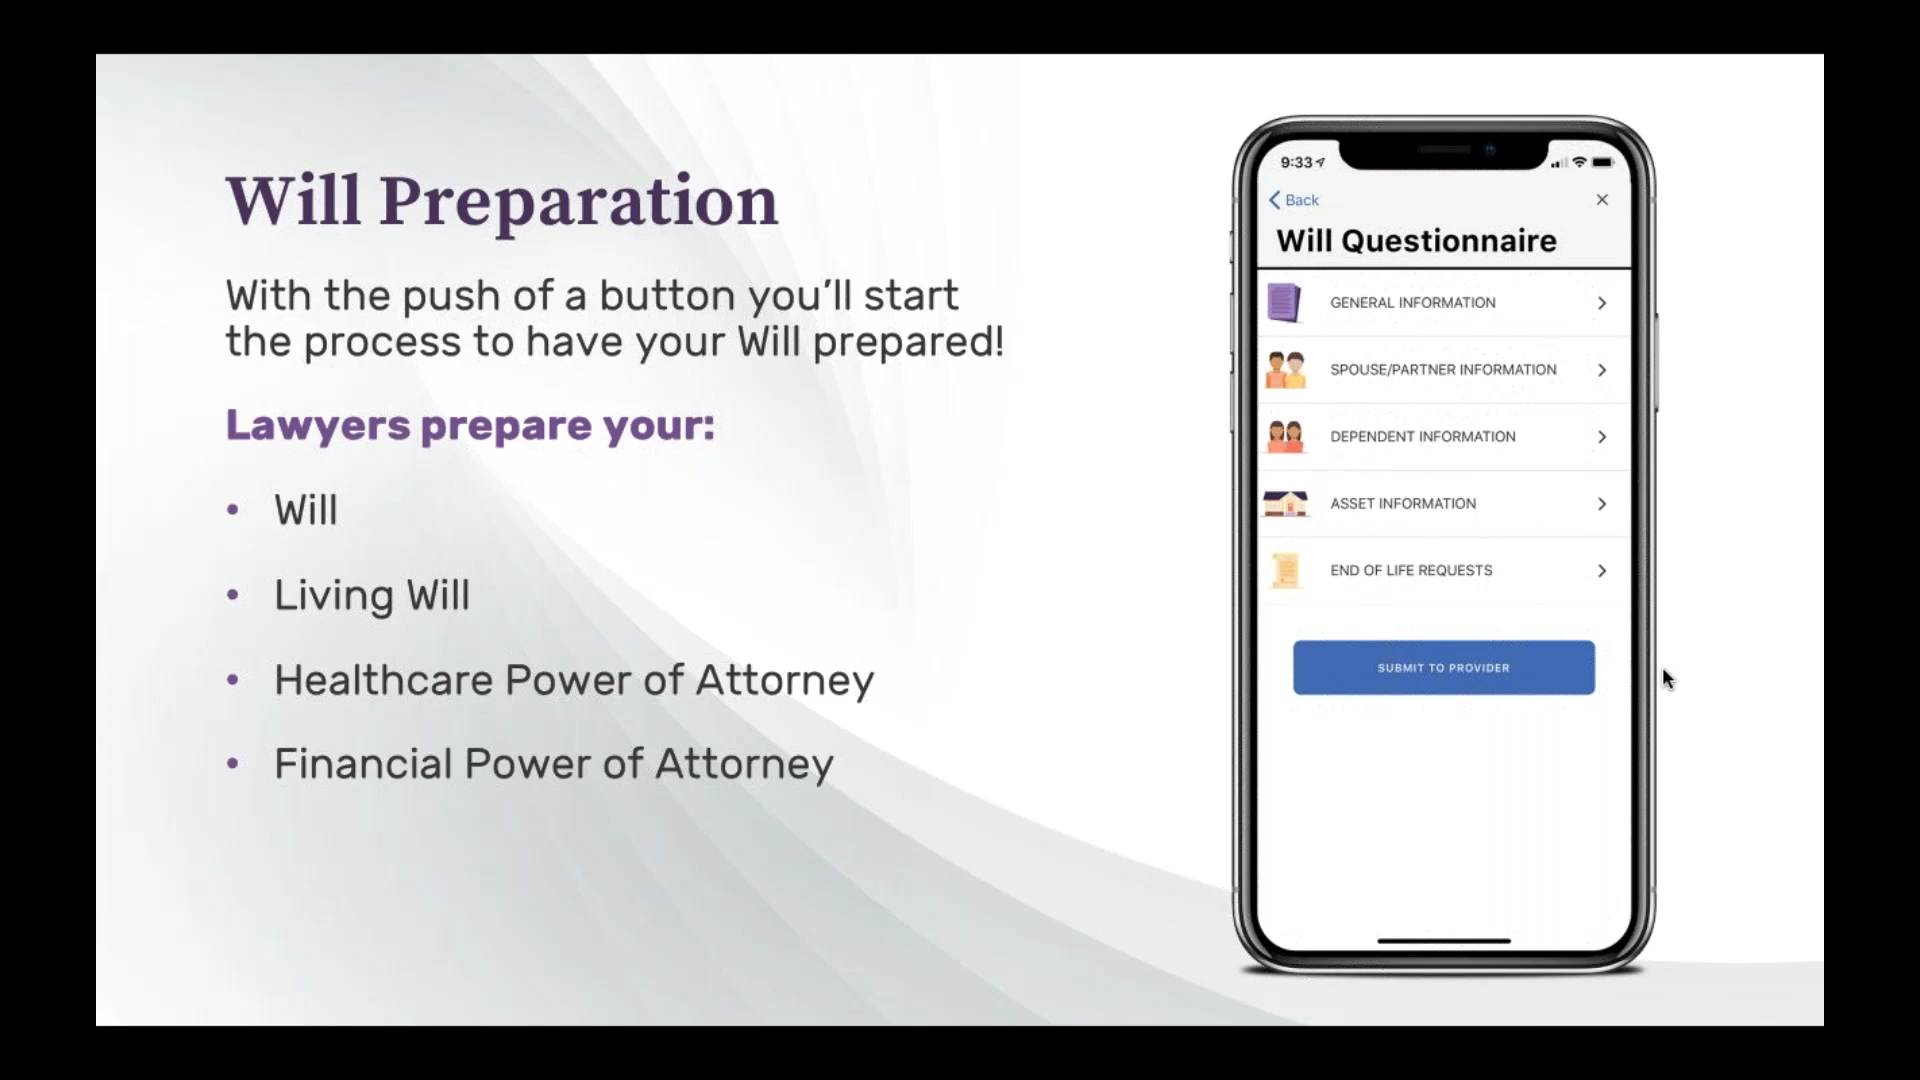 Will Preparation
With the push of a button you'll start
the process to have your Will prepared!
Lawyers prepare your:
• Will
• Living Will
• Healthcare Power of Attorney
• Financial Power of Attorney
9:33
Back
Will Questionnaire
GENERAL INFORMATION
SPOUSE/PARTNER INFORMATION
DEPENDENT INFORMATION
ASSET INFORMATION
END OF LIFE REQUESTS
SUBMIT TO PROVIDER